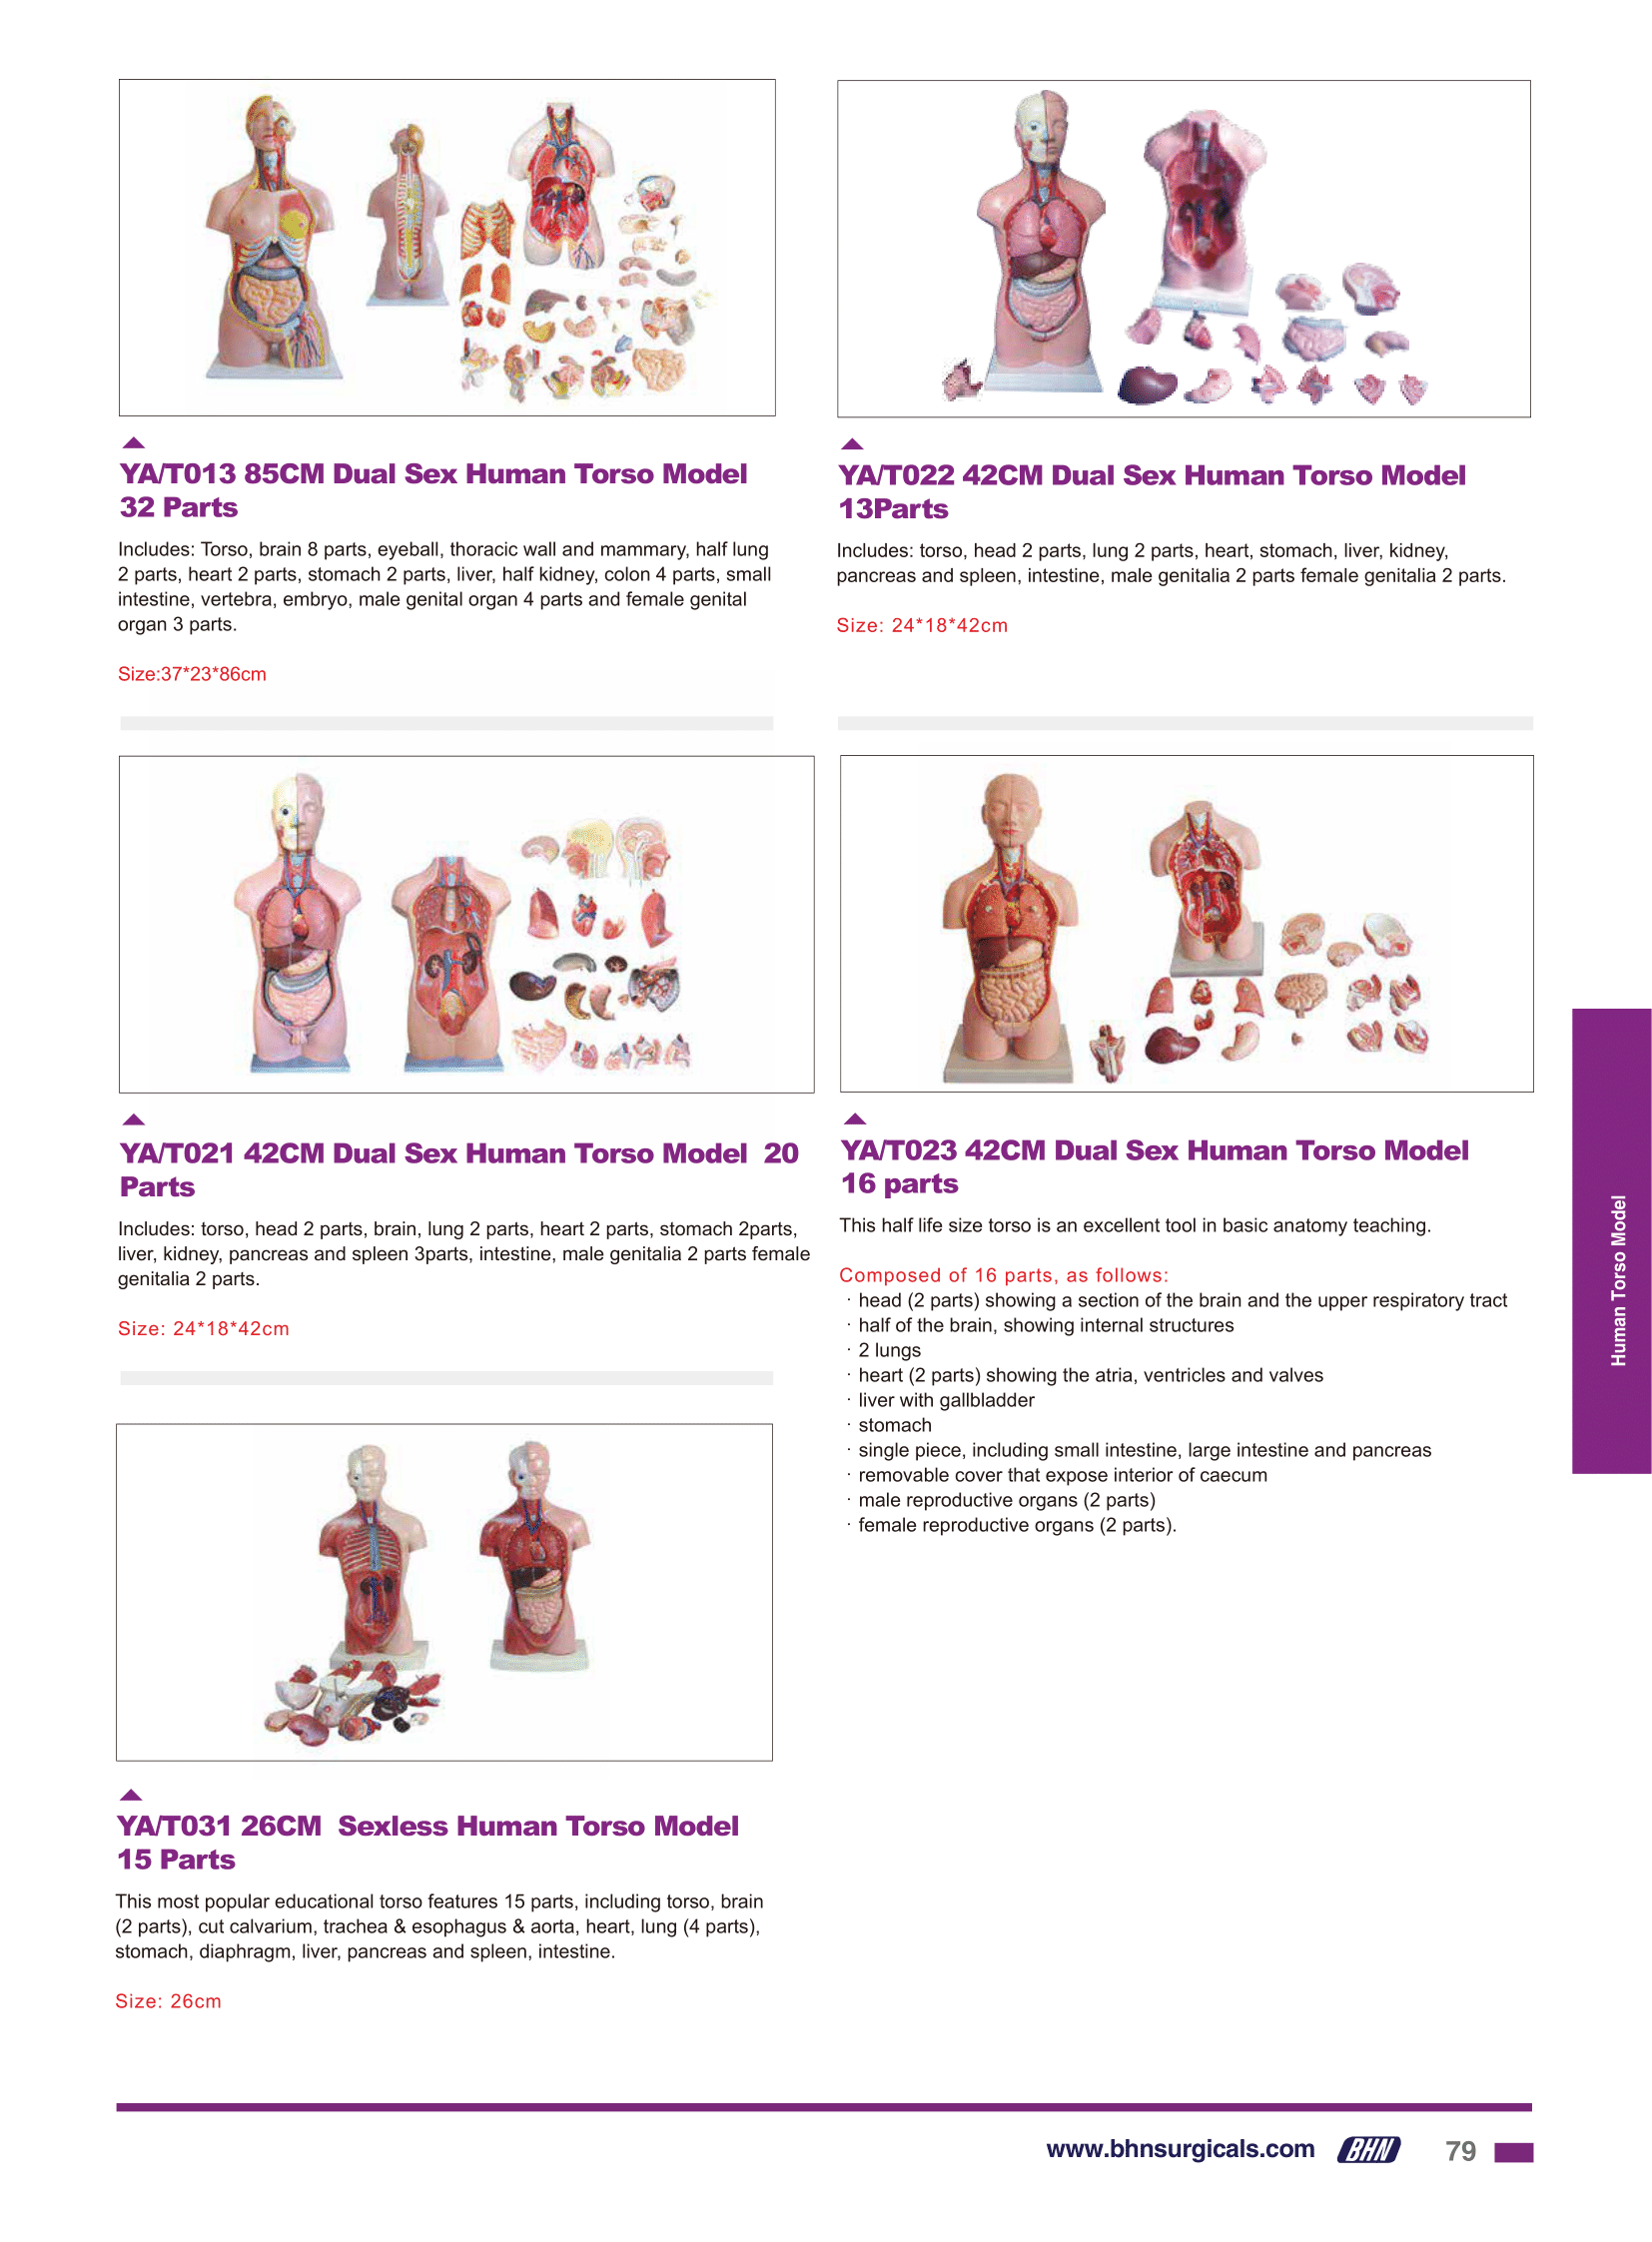 YA/T013 85CM Dual Sex Human Torso Model
32 Parts
Includes: Torso, brain 8 parts, eyeball, thoracic wall and mammary, half lung
2 parts, heart 2 parts, stomach 2 parts, liver, half kidney, colon 4 parts, small
intestine, vertebra, embryo, male genital organ 4 parts and female genital
organ 3 parts.
Size:37*23*86cm
YA/T022 42CM Dual Sex Human Torso Model
13Parts
Includes: torso, head 2 parts, lung 2 parts, heart, stomach, liver, kidney,
pancreas and spleen, intestine, male genitalia 2 parts female genitalia 2 parts.
Size: 24*18*42cm
YA/T021 42CM Dual Sex Human Torso Model 20
Parts
Includes: torso, head 2 parts, brain, lung 2 parts, heart 2 parts, stomach 2parts,
liver, kidney, pancreas and spleen 3parts, intestine, male genitalia 2 parts female
genitalia 2 parts.
Size: 24*18*42cm
YA/T023 42CM Dual Sex Human Torso Model
16 parts
This half life size torso is an excellent tool in basic anatomy teaching.
Composed of 16 parts, as follows:
· head (2 parts) showing a section of the brain and the upper respiratory tract
· half of the brain, showing internal structures
· 2 lungs
· heart (2 parts) showing the atria, ventricles and valves
· liver with gallbladder
· stomach
· single piece, including small intestine, large intestine and pancreas
· removable cover that expose interior of caecum
· male reproductive organs (2 parts)
· female reproductive organs (2 parts).
YA/T031 26CM Sexless Human Torso Model
15 Parts
This most popular educational torso features 15 parts, including torso, brain
(2 parts), cut calvarium, trachea & esophagus & aorta, heart, lung (4 parts),
stomach, diaphragm, liver, pancreas and spleen, intestine.
Size: 26cm
Human Torso Model
www.bhnsurgicals.com BHN 79